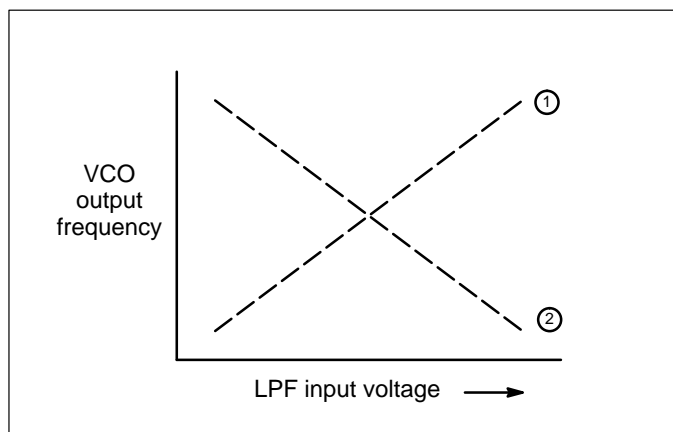 ①
VCO
output
frequency
②
LPF input voltage